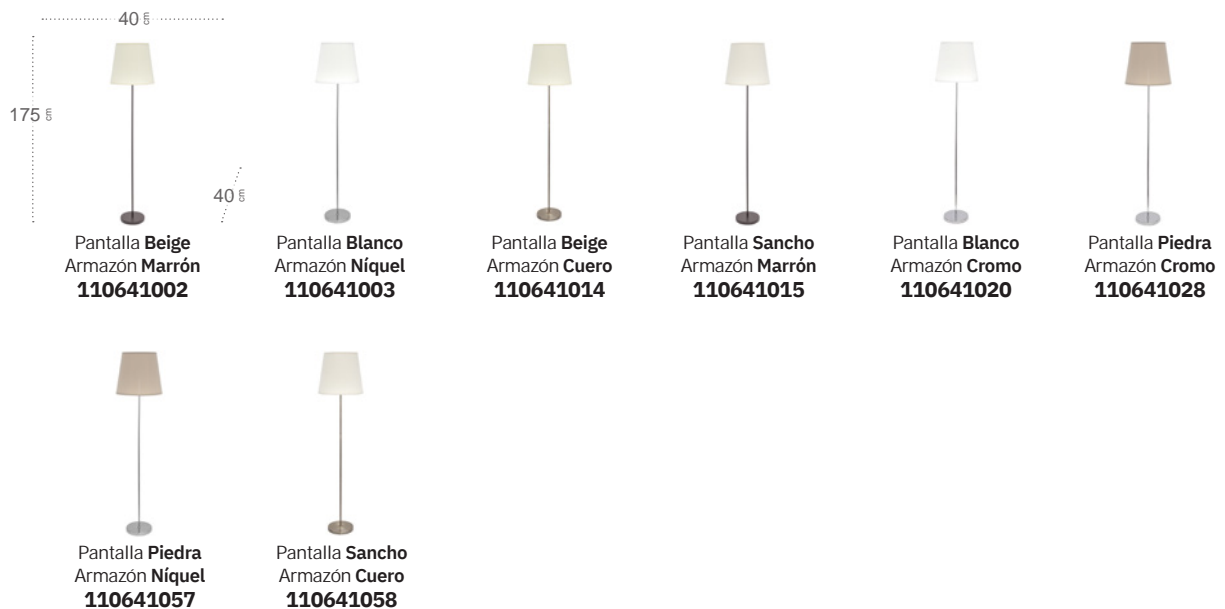 40 cm
175 cm
40 cm
Pantalla Beige
Armazón Marrón
110641002
Pantalla Blanco
Armazón Níquel
110641003
Pantalla Beige
Armazón Cuero
110641014
Pantalla Sancho
Armazón Marrón
110641015
Pantalla Blanco
Armazón Cromo
110641020
Pantalla Piedra
Armazón Cromo
110641028
Pantalla Piedra
Armazón Níquel
110641057
Pantalla Sancho
Armazón Cuero
110641058